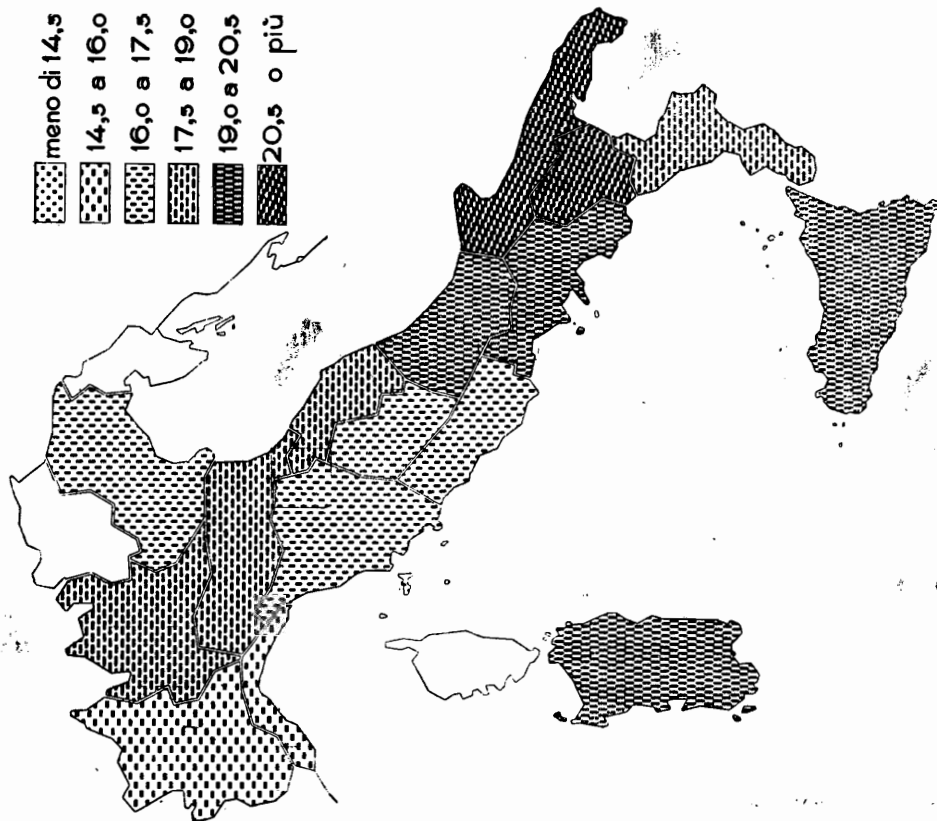 meno di 14,5
14,5 a 16,0
16,0 a 17,5
17,5 a 19,0
19,0 a 20,5
20,5 o più